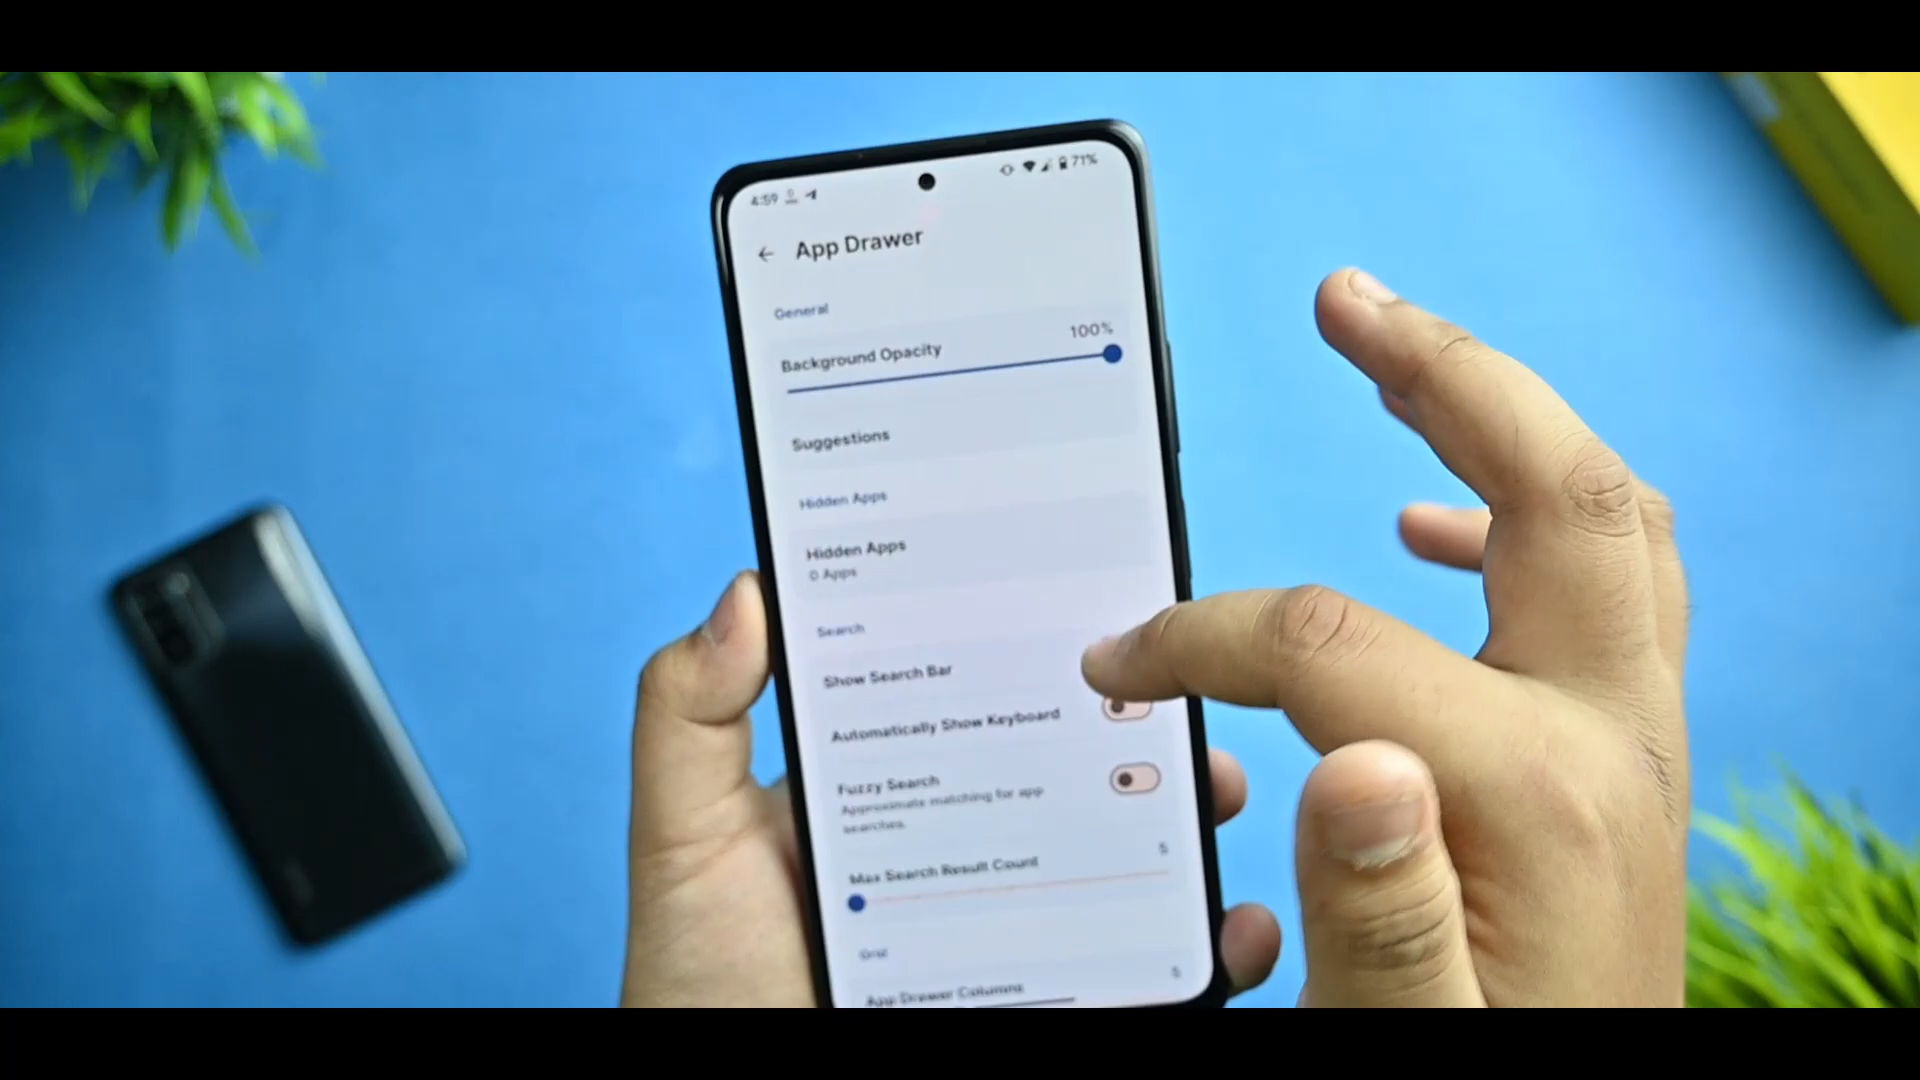 4:59
71%
App Drawer
General
Background Opacity
100%
Suggestions
Hidden Apps
Hidden Apps
0 Apps
Search
Show Search Bar
Automatically Show Keyboard
Fuzzy Search
Approximate matching for app
searches.
Max Search Result Count
5
Grid
App Drawer Columns
5